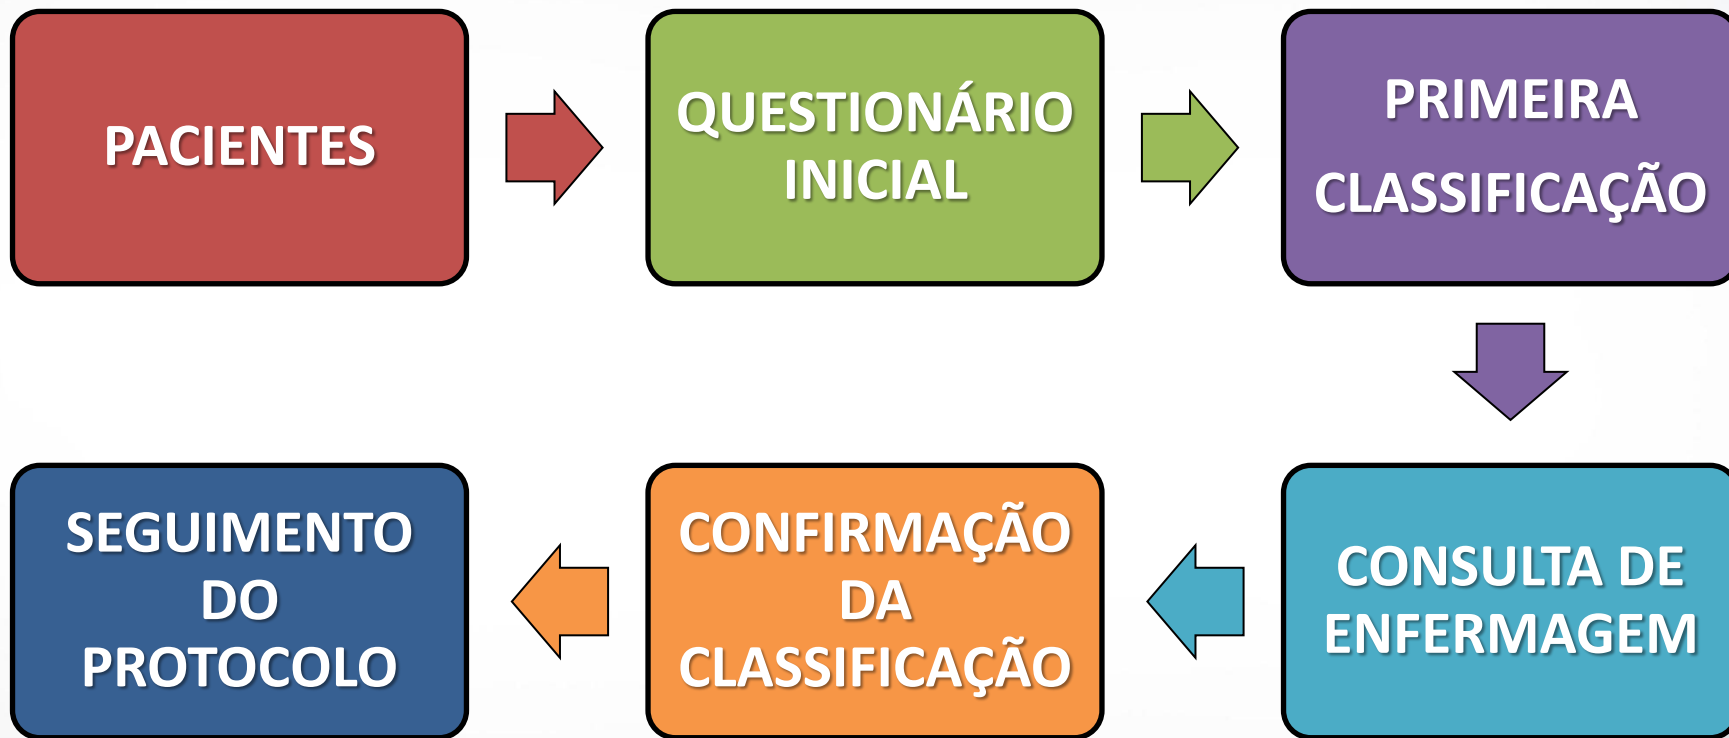 PACIENTES
QUESTIONÁRIO
INICIAL
PRIMEIRA
CLASSIFICAÇÃO
CONSULTA DE
ENFERMAGEM
CONFIRMAÇÃO
DA
CLASSIFICAÇÃO
SEGUIMENTO
DO
PROTOCOLO